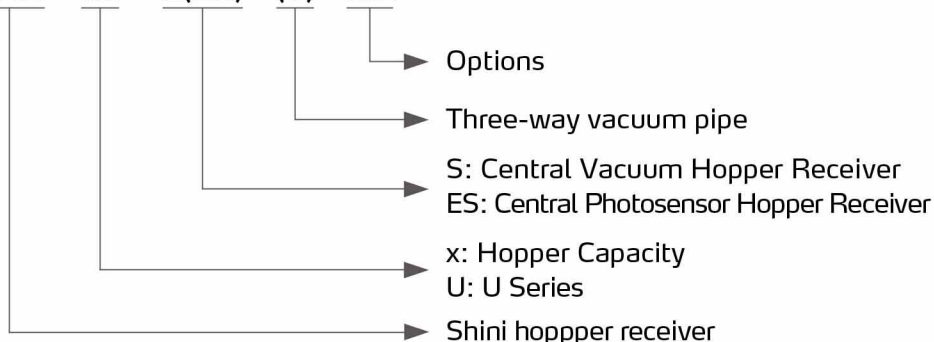 Options
Three-way vacuum pipe
S: Central Vacuum Hopper Receiver
ES: Central Photosensor Hopper Receiver
x: Hopper Capacity
U: U Series
Shini hoppper receiver